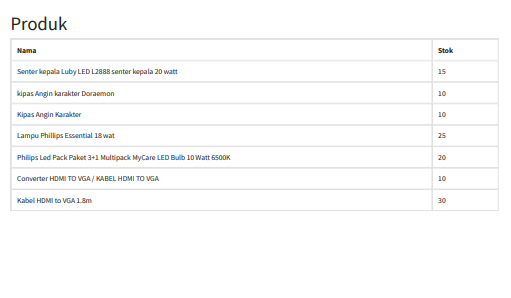 Produk
Nama Stok
Senter kepala Luby LED L2888 senter kepala 20 watt 15
kipas Angin karakter Doraemon 10
Kipas Angin Karakter 10
Lampu Phillips Essential 18 wat 25
Philips Led Pack Paket 3+1 Multipack MyCare LED Bulb 10 Watt 6500K 20
Converter HDMI TO VGA / KABEL HDMI TO VGA 10
Kabel HDMI to VGA 1.8m 30